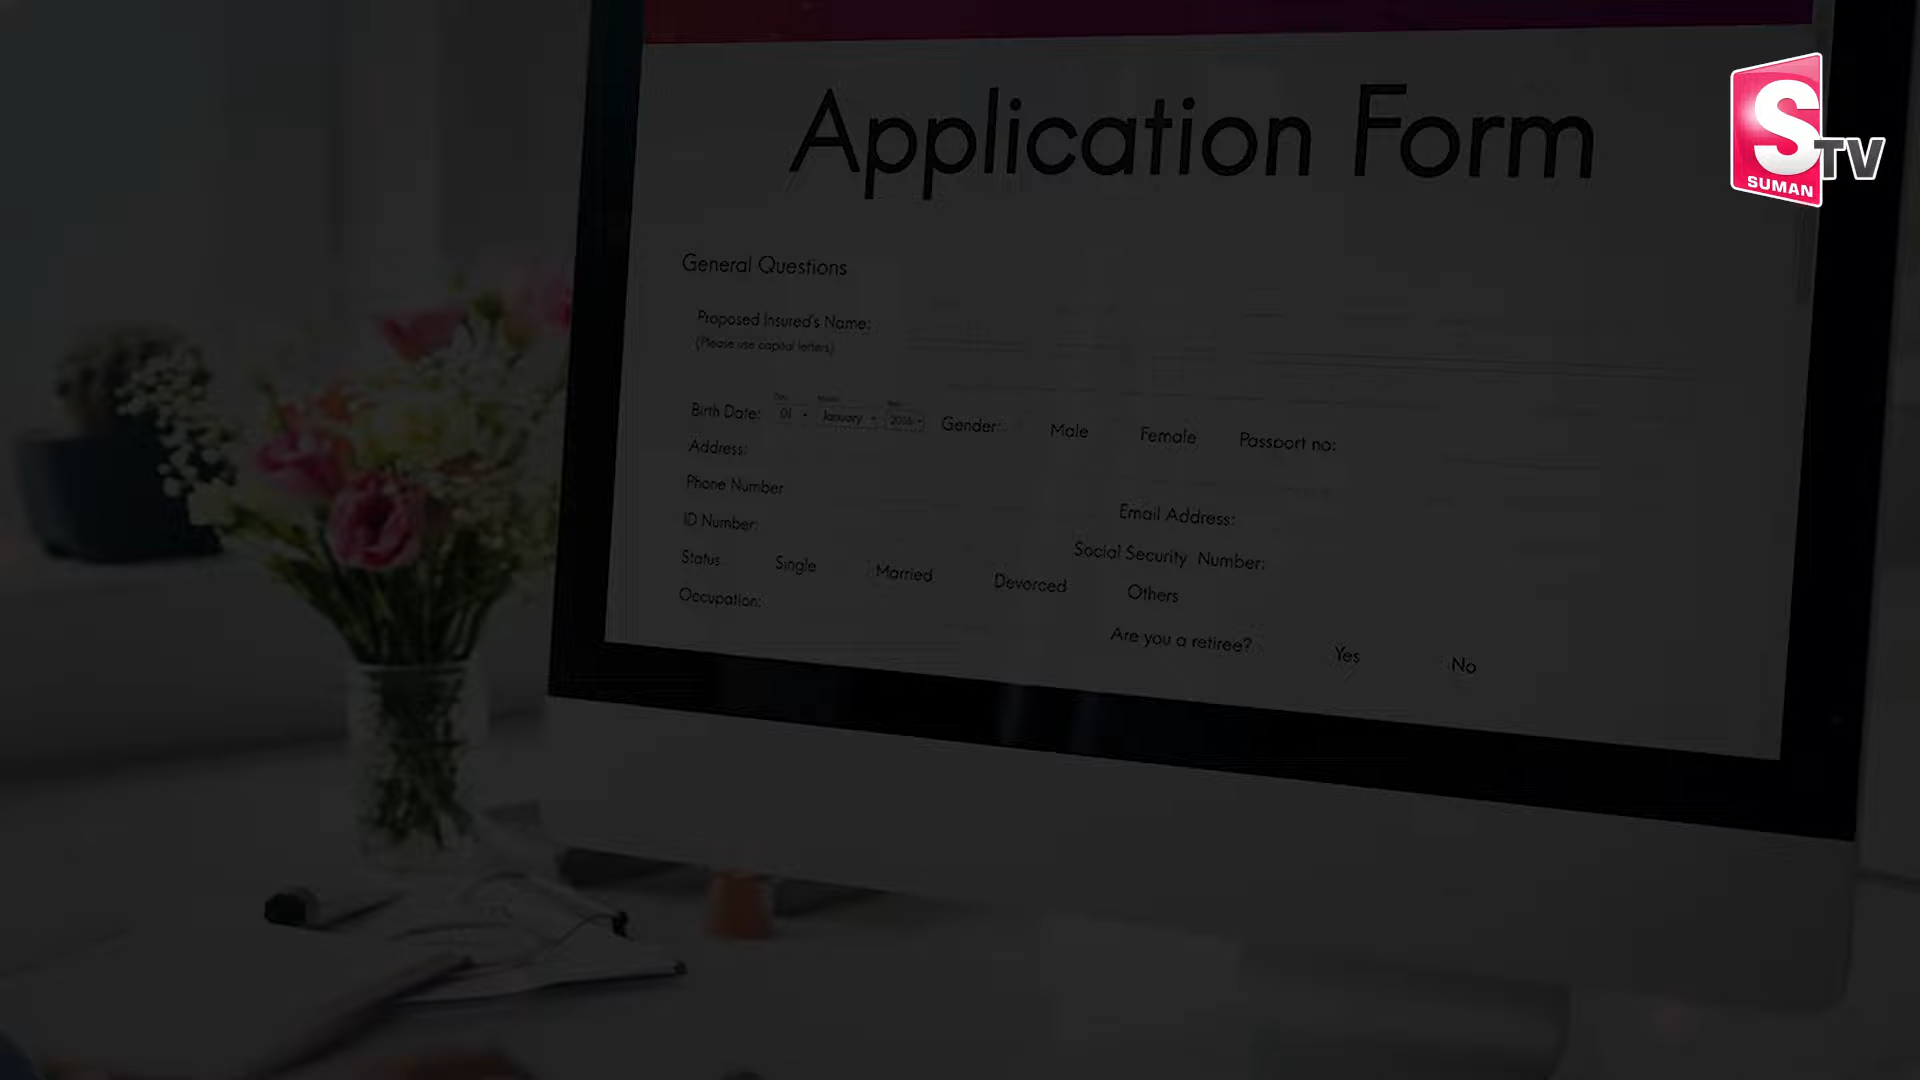 Application Form
S TV
SUMAN
General Questions
Proposed Insured's Name:
(Please use capital letters)
Birth Date: 01 January 2016 Gender: Male Female Passport no:
Address:
Phone Number
Email Address:
ID Number:
Social Security Number:
Status Single Married Devorced Others
Occupation:
Are you a retiree? Yes No